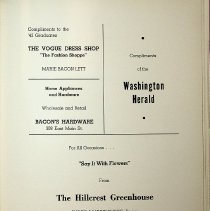 Compliments to the
'41 Graduates
THE VOGUE DRESS SHOP
"The Fashion Shoppe"
MARIE BACON LETT
Home Appliances
and Hardware
Wholesale and Retail
BACON'S HARDWARE
East Main St.
Compliments
of the
Washington
Herald
For All Occasions . . . .
"Say It With Flowers"
From
The Hillcrest Greenhouse